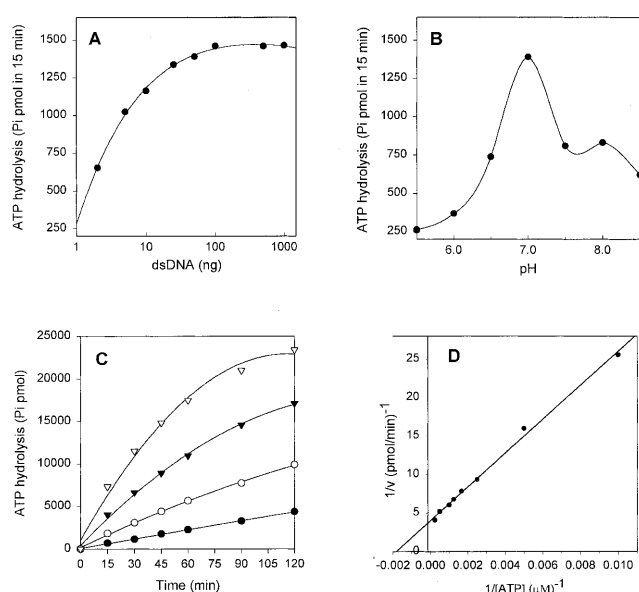 A
ATP hydrolysis (Pi pmol in 15 min)
1500
1250
1000
750
500
250
1 10 100 1000
dsDNA (ng)
B
ATP hydrolysis (Pi pmol in 15 min)
1500
1250
1000
750
500
250
6.0 7.0 8.0
pH
C
ATP hydrolysis (Pi pmol)
25000
20000
15000
10000
5000
0
0 15 30 45 60 75 90 105 120
Time (min)
D
1/v (pmol/min)⁻¹
25
20
15
10
5
0
-0.002 0.000 0.002 0.004 0.006 0.008 0.010
1/[ATP] (µM)⁻¹